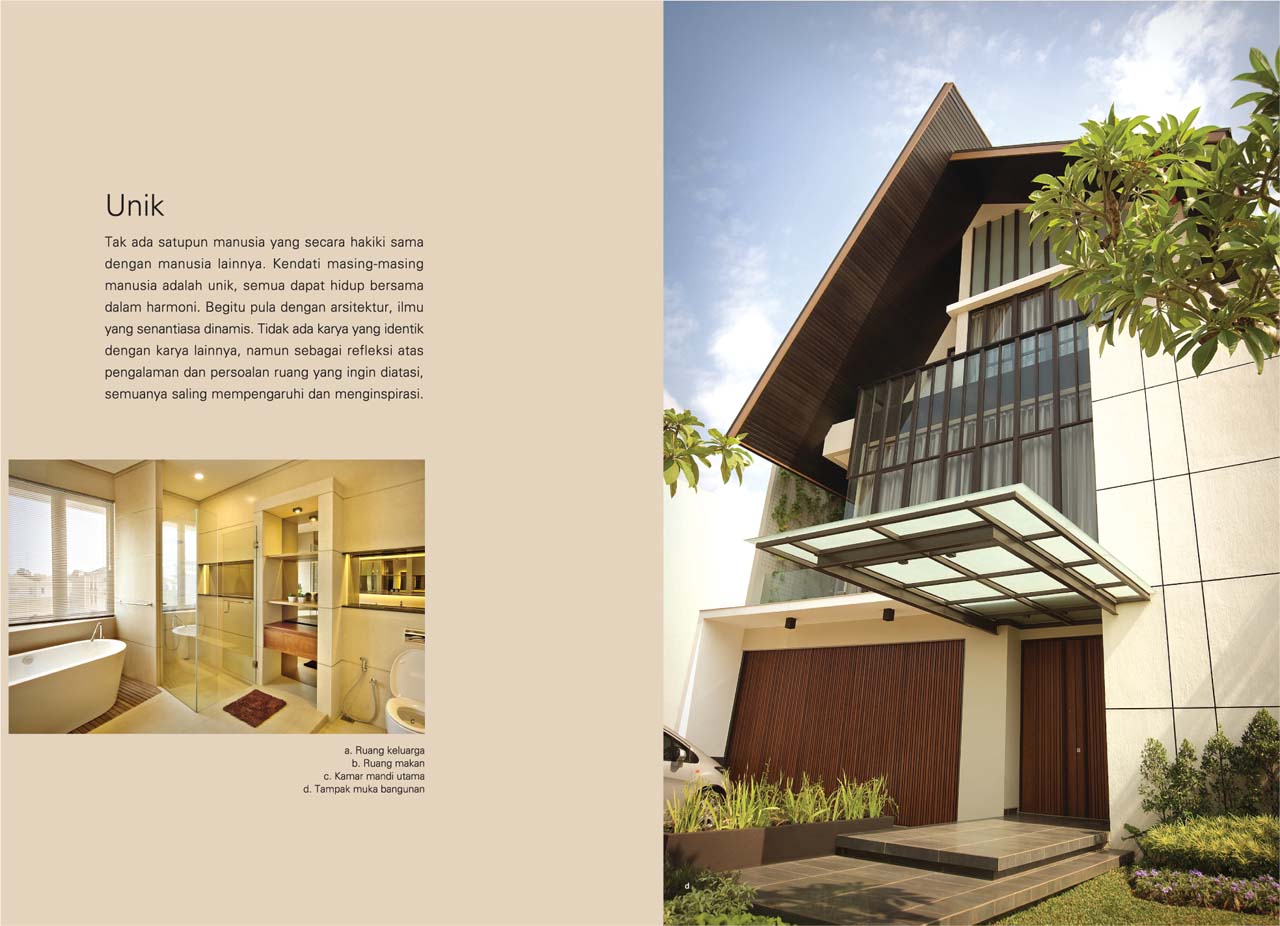 Unik
Tak ada satupun manusia yang secara hakiki sama
dengan manusia lainnya. Kendati masing-masing
manusia adalah unik, semua dapat hidup bersama
dalam harmoni. Begitu pula dengan arsitektur, ilmu
yang senantiasa dinamis. Tidak ada karya yang identik
dengan karya lainnya, namun sebagai refleksi atas
pengalaman dan persoalan ruang yang ingin diatasi,
semuanya saling mempengaruhi dan menginspirasi.
c
a. Ruang keluarga
b. Ruang makan
c. Kamar mandi utama
d. Tampak muka bangunan
d